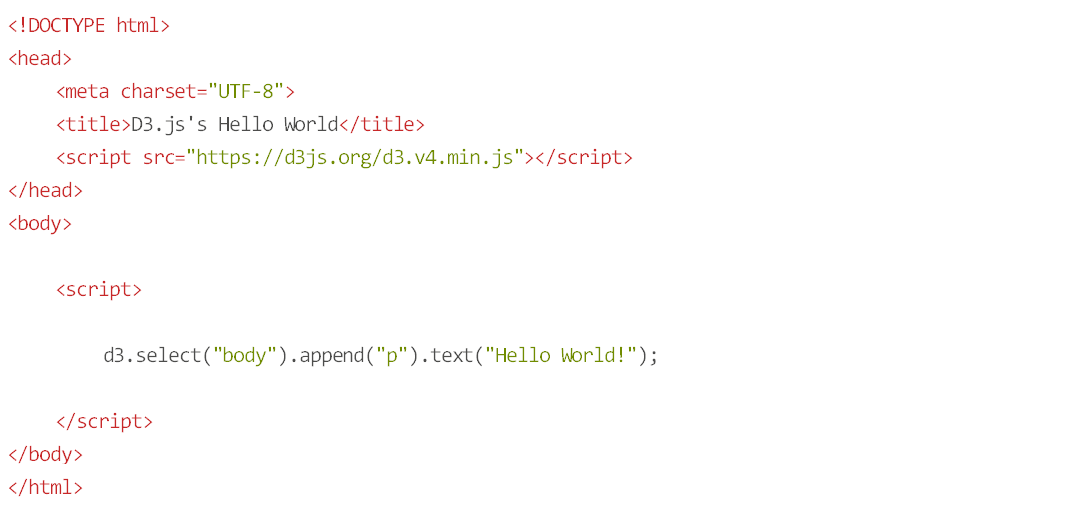 <!DOCTYPE html>
<head>
    <meta charset="UTF-8">
    <title>D3.js's Hello World</title>
    <script src="https://d3js.org/d3.v4.min.js"></script>
</head>
<body>
    <script>
        d3.select("body").append("p").text("Hello World!");
    </script>
</body>
</html>